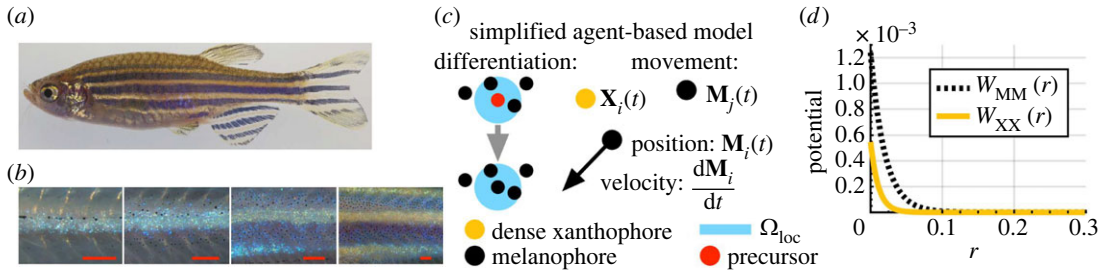 (a)
(b)
(c)
simplified agent-based model
differentiation:
movement:
X_i(t)
M_j(t)
position: M_i(t)
velocity: dM_i/dt
dense xanthophore
Ω_loc
melanophore
precursor
(d)
× 10⁻³
1.2
1.0
0.8
0.6
0.4
0.2
potential
W_MM (r)
W_XX (r)
0
0.1
0.2
0.3
r